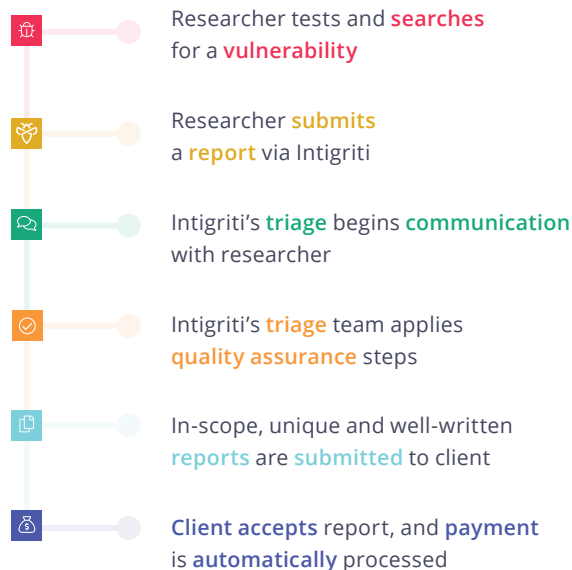 Researcher tests and searches
for a vulnerability
Researcher submits
a report via Intigriti
Intigriti’s triage begins communication
with researcher
Intigriti’s triage team applies
quality assurance steps
In-scope, unique and well-written
reports are submitted to client
Client accepts report, and payment
is automatically processed